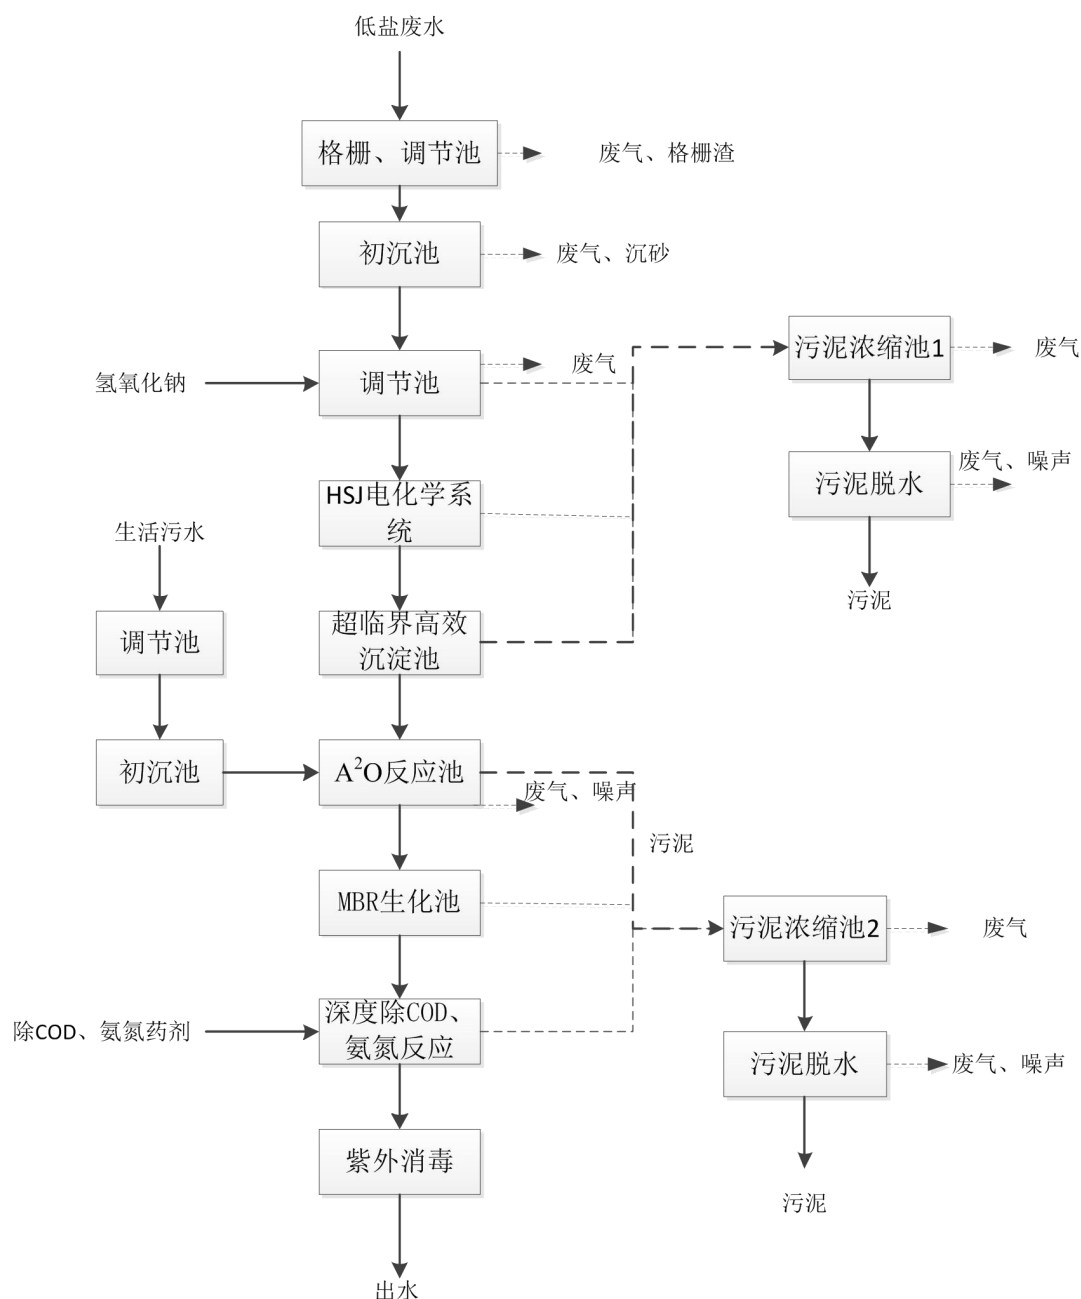 低盐废水
格栅、调节池
废气、格栅渣
初沉池
废气、沉砂
污泥浓缩池1
废气
废气
氢氧化钠
调节池
废气、噪声
污泥脱水
HSJ电化学系
统
生活污水
污泥
调节池
超临界高效
沉淀池
初沉池
A²O反应池
废气、噪声
污泥
MBR生化池
污泥浓缩池2
废气
除COD、氨氮药剂
深度除COD、
氨氮反应
污泥脱水
废气、噪声
紫外消毒
污泥
出水